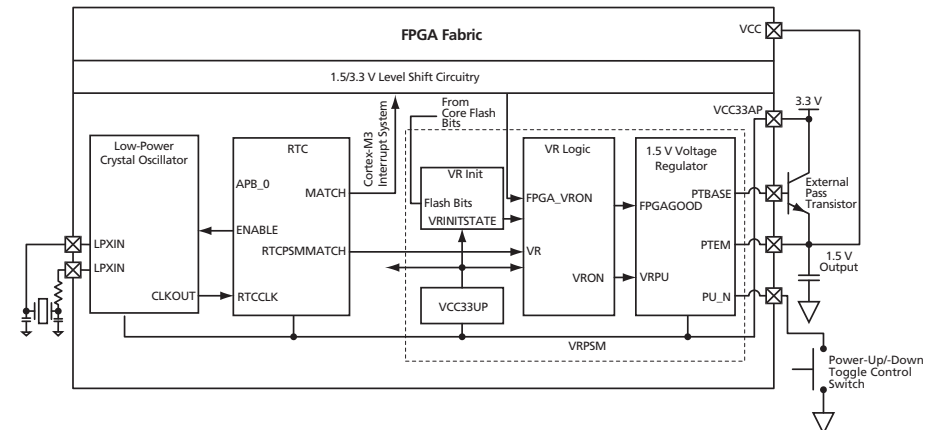 FPGA Fabric
VCC
1.5/3.3 V Level Shift Circuitry
VCC33AP
3.3 V
From
Core Flash
Bits
Cortex-M3
Interrupt System
Low-Power
Crystal Oscillator
RTC
VR Logic
1.5 V Voltage
Regulator
VR Init
APB_0
MATCH
PTBASE
External
Pass
Transistor
Flash Bits
FPGA_VRON
FPGAGOOD
VRINITSTATE
ENABLE
LPXIN
RTCPSMMATCH
VR
PTEM
1.5 V
Output
LPXIN
VRON
VRPU
CLKOUT
RTCCLK
VCC33UP
PU_N
VRPSM
Power-Up/-Down
Toggle Control
Switch